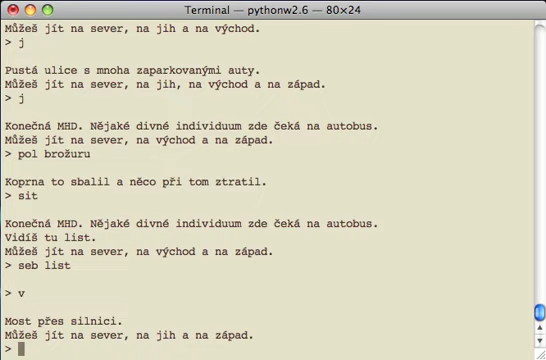 Terminal — pythonw2.6 — 80×24
Můžeš jít na sever, na jih a na východ.
> j
Pustá ulice s mnoha zaparkovanými auty.
Můžeš jít na sever, na jih, na východ a na západ.
> j
Konečná MHD. Nějaké divné individuum zde čeká na autobus.
Můžeš jít na sever, na východ a na západ.
> pol brožuru
Koprna to sbalil a něco při tom ztratil.
> sit
Konečná MHD. Nějaké divné individuum zde čeká na autobus.
Vidíš tu list.
Můžeš jít na sever, na východ a na západ.
> seb list
> v
Most přes silnici.
Můžeš jít na sever, na jih a na západ.
>